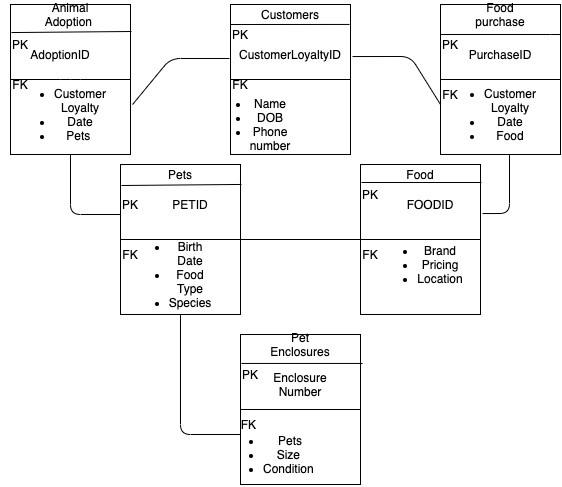 Animal
Adoption
PK
AdoptionID
FK
• Customer
Loyalty
• Date
• Pets
Customers
PK
CustomerLoyaltyID
FK
• Name
• DOB
• Phone
number
Food
purchase
PK
PurchaseID
FK
• Customer
Loyalty
• Date
• Food
Pets
PK
PETID
FK
• Birth
Date
• Food
Type
• Species
Food
PK
FOODID
FK
• Brand
• Pricing
• Location
Pet
Enclosures
PK
Enclosure
Number
FK
• Pets
• Size
• Condition